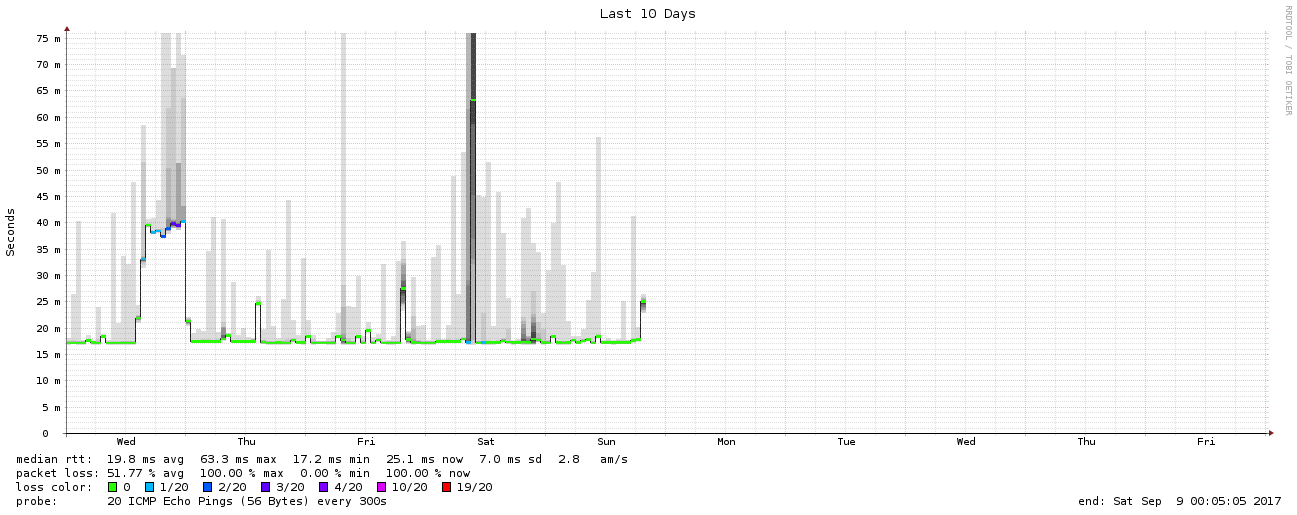 Last 10 Days
RRDTOOL / TOBI OETIKER
Seconds
75 m
70 m
65 m
60 m
55 m
50 m
45 m
40 m
35 m
30 m
25 m
20 m
15 m
10 m
5 m
0
Wed Thu Fri Sat Sun Mon Tue Wed Thu Fri
median rtt: 19.8 ms avg 63.3 ms max 17.2 ms min 25.1 ms now 7.0 ms sd 2.8 am/s
packet loss: 51.77 % avg 100.00 % max 0.00 % min 100.00 % now
loss color: 0 1/20 2/20 3/20 4/20 10/20 19/20
probe: 20 ICMP Echo Pings (56 Bytes) every 300s
end: Sat Sep 9 00:05:05 2017